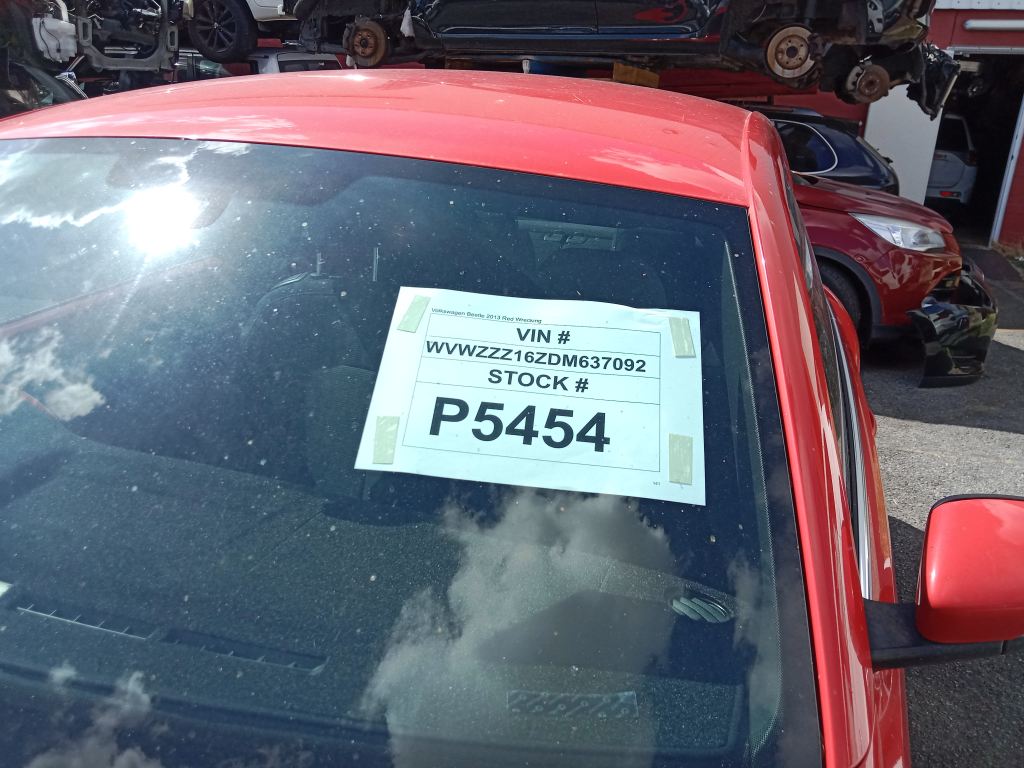 Volkswagen Beetle 2013 Red Wrecking
VIN #
WVWZZZ16ZDM637092
STOCK #
P5454